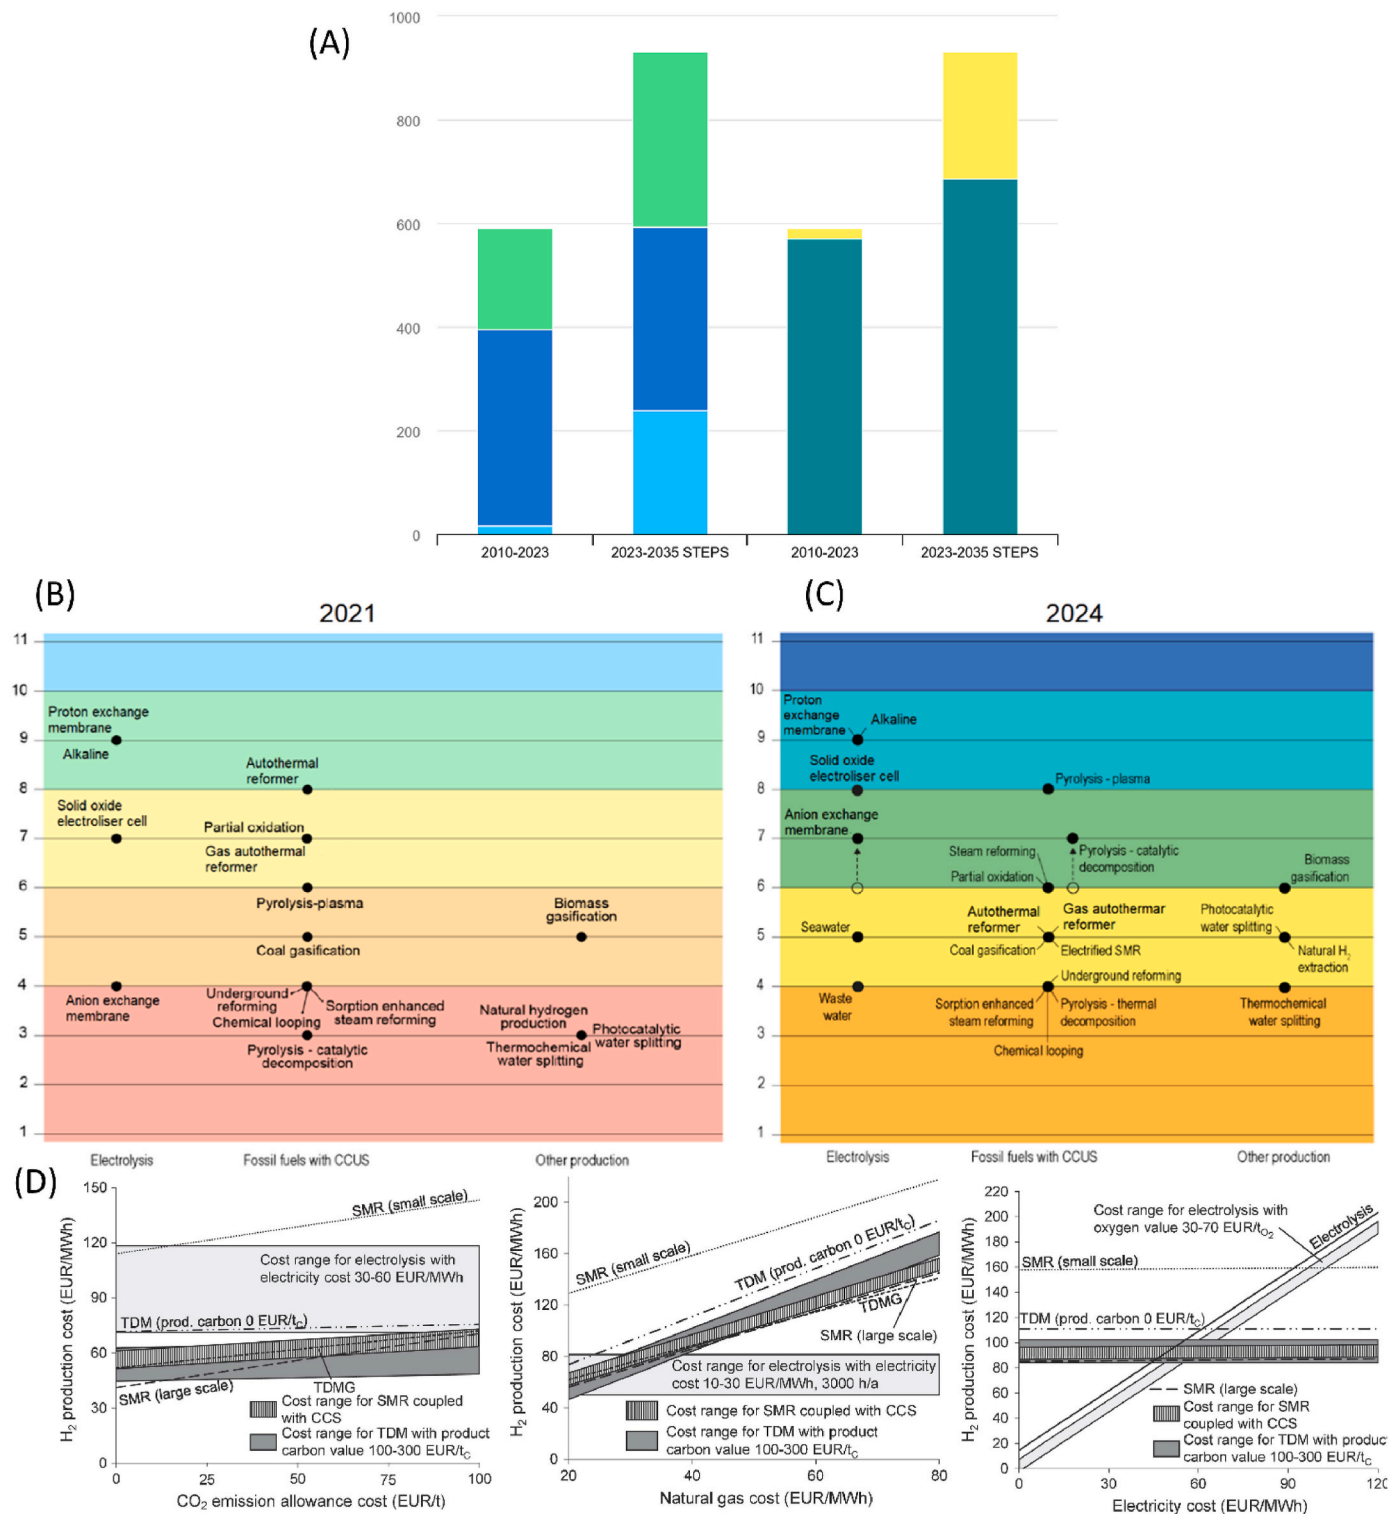 (A)
1000
800
600
400
200
0
2010-2023
2023-2035 STEPS
2010-2023
2023-2035 STEPS
(B)
2021
11
10
9
8
7
6
5
4
3
2
1
Proton exchange
membrane
Alkaline
Solid oxide
electroliser cell
Anion exchange
membrane
Autothermal
reformer
Partial oxidation
Gas autothermal
reformer
Pyrolysis-plasma
Coal gasification
Underground
reforming
Chemical looping
Sorption enhanced
steam reforming
Pyrolysis - catalytic
decomposition
Biomass
gasification
Natural hydrogen
production
Photocatalytic
water splitting
Thermochemical
water splitting
Electrolysis
Fossil fuels with CCUS
Other production
(C)
2024
11
10
9
8
7
6
5
4
3
2
1
Proton
exchange
membrane
Alkaline
Solid oxide
electroliser cell
Anion exchange
membrane
Seawater
Waste
water
Pyrolysis - plasma
Steam reforming
Partial oxidation
Pyrolysis - catalytic
decomposition
Autothermal
reformer
Gas autothermar
reformer
Coal gasification
Electrified SMR
Underground reforming
Sorption enhanced
steam reforming
Pyrolysis - thermal
decomposition
Chemical looping
Biomass
gasification
Photocatalytic
water splitting
Natural H2
extraction
Thermochemical
water splitting
Electrolysis
Fossil fuels with CCUS
Other production
(D)
H2 production cost (EUR/MWh)
150
120
90
60
30
0
SMR (small scale)
Cost range for electrolysis with
electricity cost 30-60 EUR/MWh
TDM (prod. carbon 0 EUR/tC)
SMR (large scale)
TDMG
Cost range for SMR coupled
with CCS
Cost range for TDM with product
carbon value 100-300 EUR/tC
0
25
50
75
100
CO2 emission allowance cost (EUR/t)
H2 production cost (EUR/MWh)
200
160
120
80
40
0
SMR (small scale)
TDM (prod. carbon 0 EUR/tC)
TDMG
SMR (large scale)
Cost range for electrolysis with electricity
cost 10-30 EUR/MWh, 3000 h/a
Cost range for SMR coupled with CCS
Cost range for TDM with product
carbon value 100-300 EUR/tC
20
40
60
80
Natural gas cost (EUR/MWh)
H2 production cost (EUR/MWh)
220
200
180
160
140
120
100
80
60
40
20
0
Cost range for electrolysis with
oxygen value 30-70 EUR/tO2
Electrolysis
SMR (small scale)
TDM (prod. carbon 0 EUR/tC)
SMR (large scale)
Cost range for SMR
coupled with CCS
Cost range for TDM with produc
carbon value 100-300 EUR/tC
0
30
60
90
120
Electricity cost (EUR/MWh)